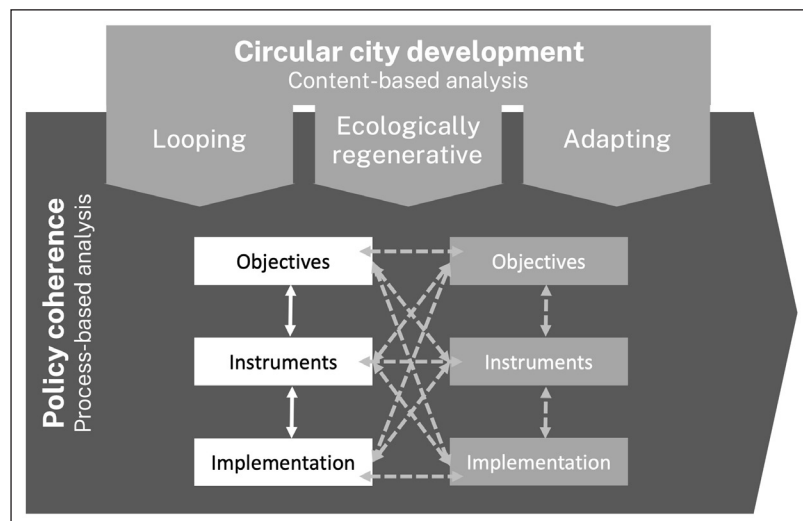 Circular city development
Content-based analysis
Looping
Ecologically
regenerative
Adapting
Policy coherence
Process-based analysis
Objectives
Objectives
Instruments
Instruments
Implementation
Implementation